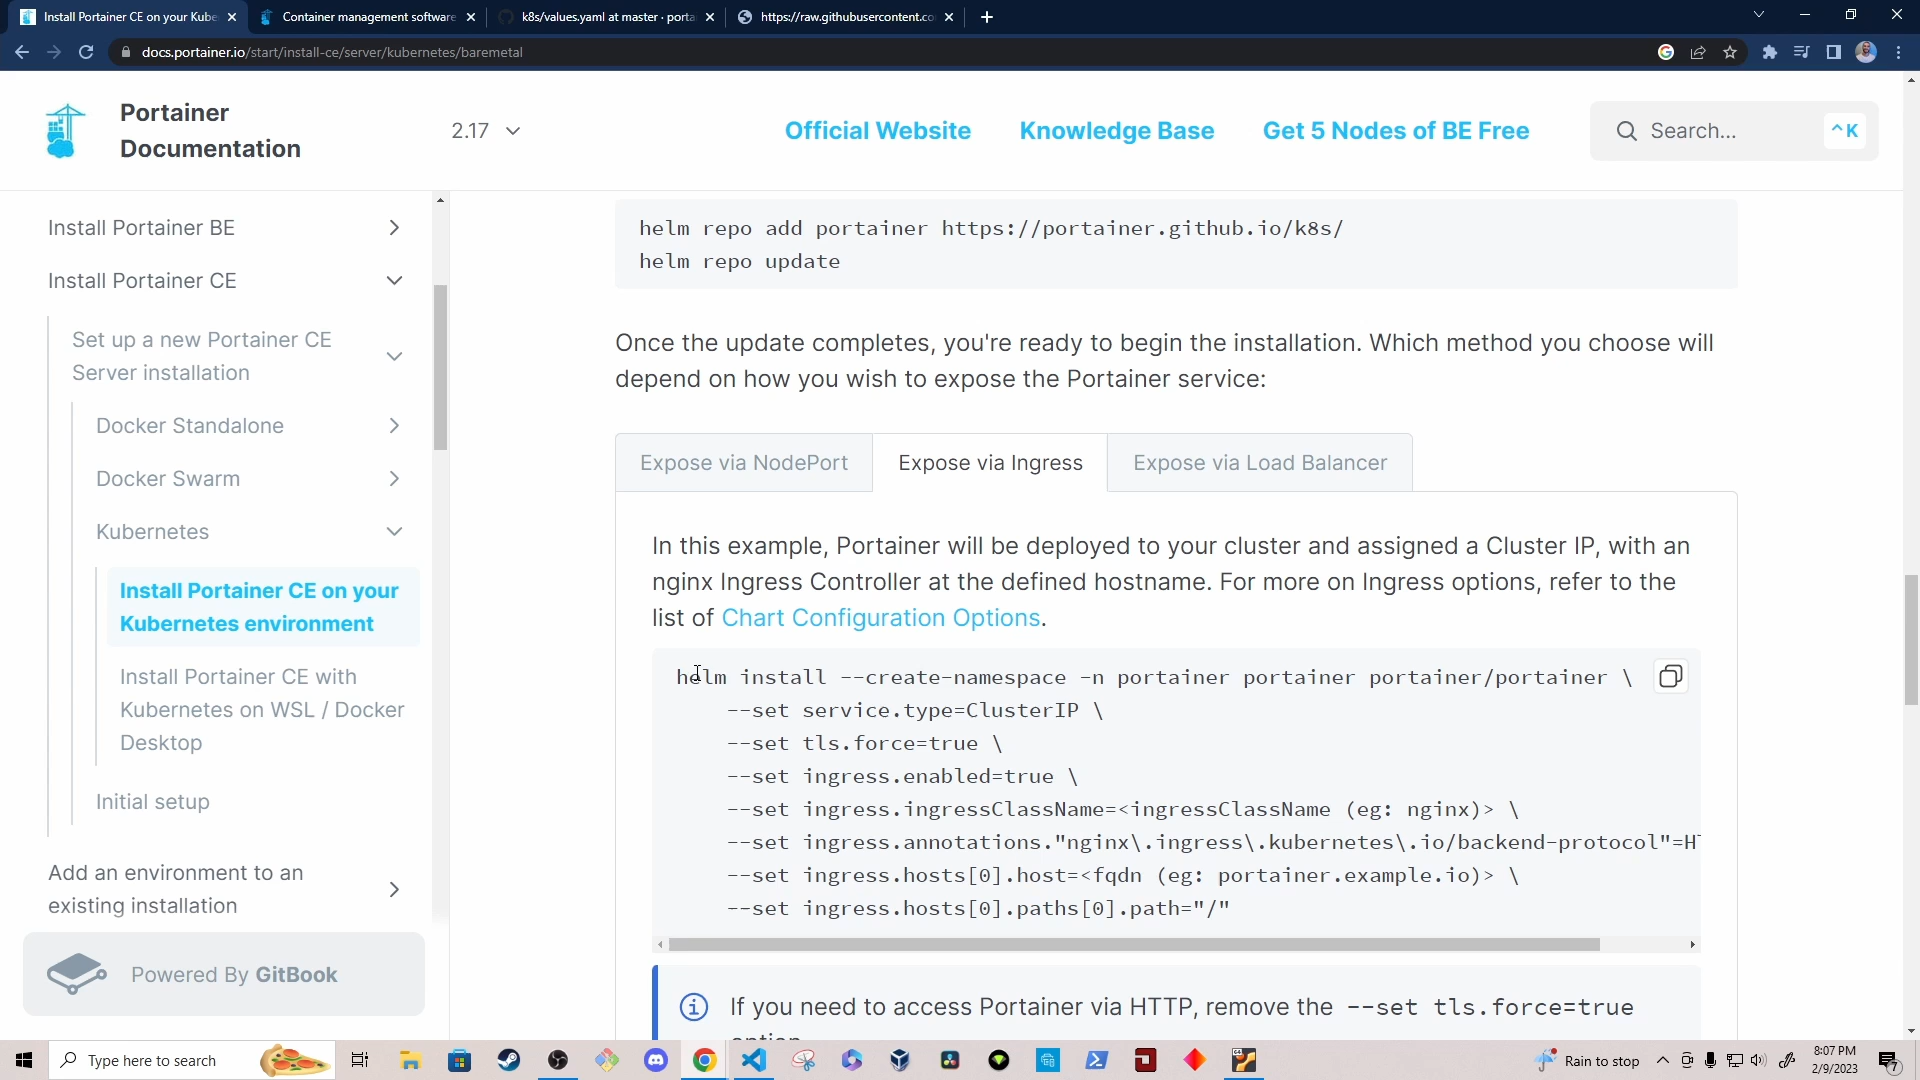 Install Portainer CE on your Kube
Container management software
k8s/values.yaml at master · porta
https://raw.githubusercontent.co
docs.portainer.io/start/install-ce/server/kubernetes/baremetal
Portainer
Documentation
2.17
Official Website
Knowledge Base
Get 5 Nodes of BE Free
Search...
^ K
Install Portainer BE
Install Portainer CE
Set up a new Portainer CE
Server installation
Docker Standalone
Docker Swarm
Kubernetes
Install Portainer CE on your
Kubernetes environment
Install Portainer CE with
Kubernetes on WSL / Docker
Desktop
Initial setup
Add an environment to an
existing installation
Powered By GitBook
helm repo add portainer https://portainer.github.io/k8s/
helm repo update
Once the update completes, you're ready to begin the installation. Which method you choose will
depend on how you wish to expose the Portainer service:
Expose via NodePort
Expose via Ingress
Expose via Load Balancer
In this example, Portainer will be deployed to your cluster and assigned a Cluster IP, with an
nginx Ingress Controller at the defined hostname. For more on Ingress options, refer to the
list of Chart Configuration Options.
helm install --create-namespace -n portainer portainer portainer/portainer \
--set service.type=ClusterIP \
--set tls.force=true \
--set ingress.enabled=true \
--set ingress.ingressClassName=<ingressClassName (eg: nginx)> \
--set ingress.annotations."nginx\.ingress\.kubernetes\.io/backend-protocol"=H
--set ingress.hosts[0].host=<fqdn (eg: portainer.example.io)> \
--set ingress.hosts[0].paths[0].path="/"
If you need to access Portainer via HTTP, remove the --set tls.force=true
option
Type here to search
Rain to stop
8:07 PM
2/9/2023
7